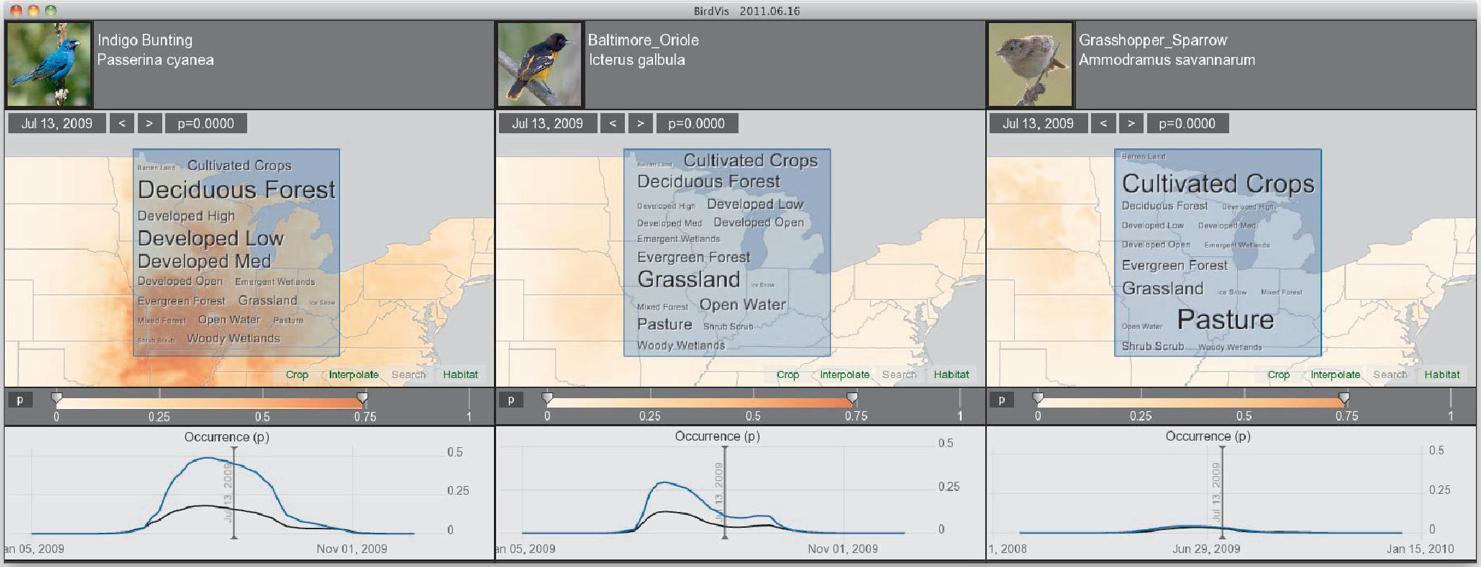 BirdVis 2011.06.16
Indigo Bunting
Passerina cyanea
Jul 13, 2009 < > p=0.0000
Barren Land Cultivated Crops
Deciduous Forest
Developed High
Developed Low
Developed Med
Developed Open Emergent Wetlands
Evergreen Forest Grassland Ice Snow
Mixed Forest Open Water Pasture
Shrub Scrub Woody Wetlands
Crop Interpolate Search Habitat
p
0 0.25 0.5 0.75 1
Occurrence (p)
0.5
0.25
0
Jul 13, 2009
an 05, 2009 Nov 01, 2009
Baltimore_Oriole
Icterus galbula
Jul 13, 2009 < > p=0.0000
Barren Land Cultivated Crops
Deciduous Forest
Developed High Developed Low
Developed Med Developed Open
Emergent Wetlands
Evergreen Forest
Grassland Ice Snow
Mixed Forest Open Water
Pasture Shrub Scrub
Woody Wetlands
Crop Interpolate Search Habitat
p
0 0.25 0.5 0.75 1
Occurrence (p)
0.5
0.25
0
Jul 13, 2009
an 05, 2009 Nov 01, 2009
Grasshopper_Sparrow
Ammodramus savannarum
Jul 13, 2009 < > p=0.0000
Barren Land
Cultivated Crops
Deciduous Forest Developed High
Developed Low Developed Med
Developed Open Emergent Wetlands
Evergreen Forest
Grassland Ice Snow Mixed Forest
Open Water Pasture
Shrub Scrub Woody Wetlands
Crop Interpolate Search Habitat
p
0 0.25 0.5 0.75 1
Occurrence (p)
0.5
0.25
0
Jul 13, 2009
1, 2008 Jun 29, 2009 Jan 15, 2010